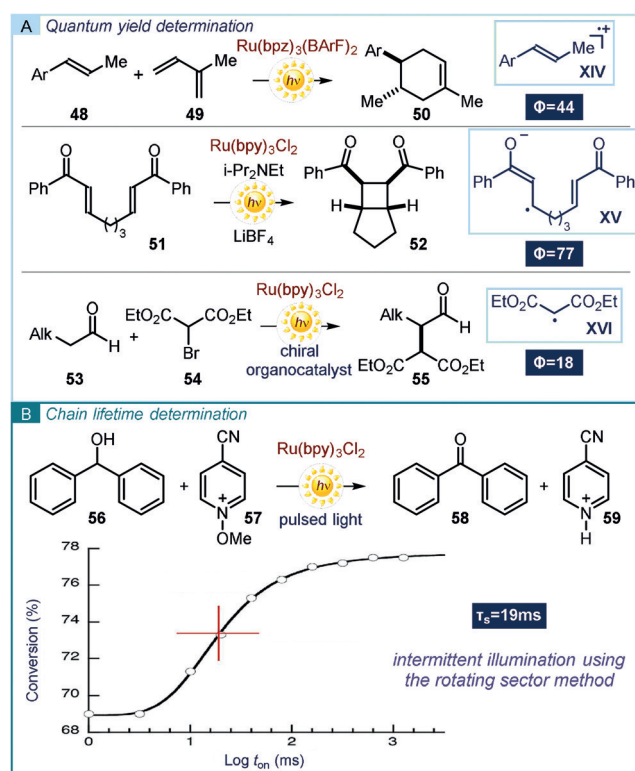 A Quantum yield determination
Ar Me + Me
48 49
Ru(bpz)3(BArF)2
hν
Ar Me Me
50
Ar Me •+
XIV
Φ=44
O O
Ph Ph
( )3
51
Ru(bpy)3Cl2
i-Pr2NEt
hν
LiBF4
O O
Ph Ph
H H
52
O− O
Ph Ph
•
( )3
XV
Φ=77
O
Alk H
53
+
EtO2C CO2Et
Br
54
Ru(bpy)3Cl2
hν
chiral
organocatalyst
Alk O
H
EtO2C CO2Et
55
EtO2C CO2Et
•
XVI
Φ=18
B Chain lifetime determination
OH
56
+
CN
N+
OMe
57
Ru(bpy)3Cl2
hν
pulsed light
O
58
+
CN
N+
H
59
78
76
74
72
70
68
Conversion (%)
0 1 2 3
Log ton (ms)
τs=19ms
intermittent illumination using
the rotating sector method